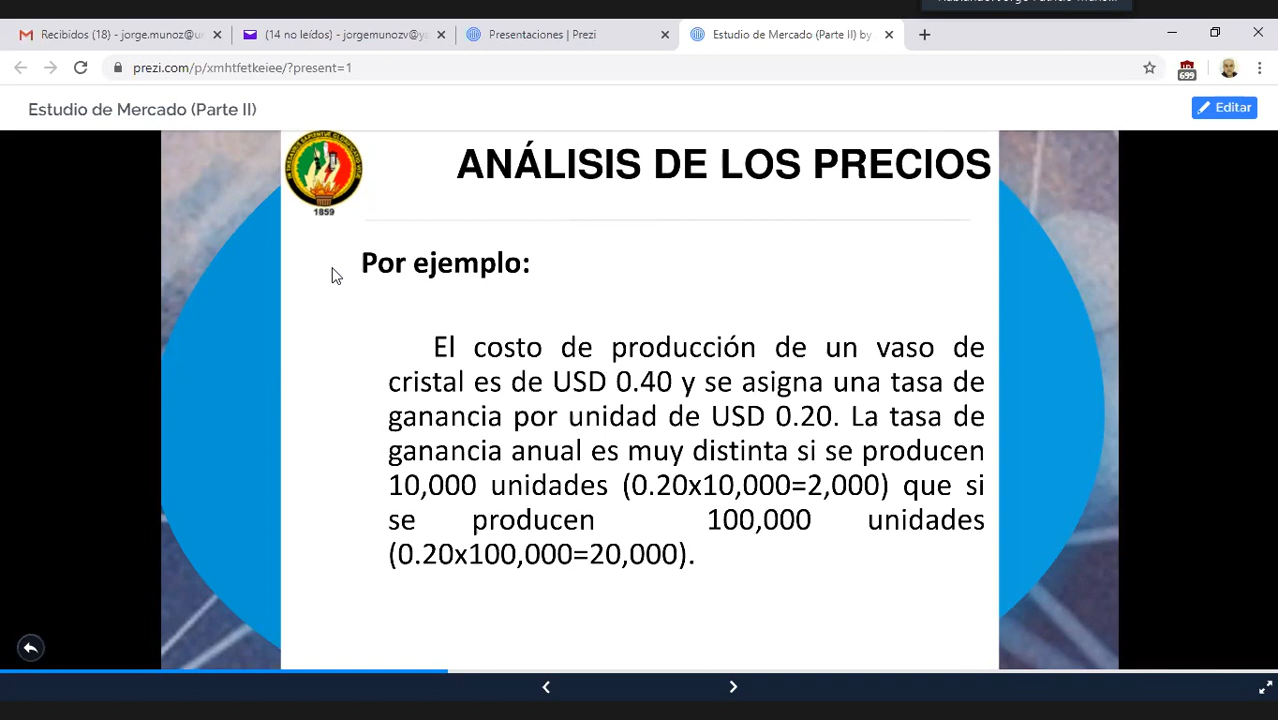 Recibidos (18) - jorge.munoz@u
(14 no leídos) - jorgemunozv@y
Presentaciones | Prezi
Estudio de Mercado (Parte II) by
prezi.com/p/xmhtfetkeiee/?present=1
699
Estudio de Mercado (Parte II)
Editar
1859
ANÁLISIS DE LOS PRECIOS
Por ejemplo:
El costo de producción de un vaso de
cristal es de USD 0.40 y se asigna una tasa de
ganancia por unidad de USD 0.20. La tasa de
ganancia anual es muy distinta si se producen
10,000 unidades (0.20x10,000=2,000) que si
se producen 100,000 unidades
(0.20x100,000=20,000).